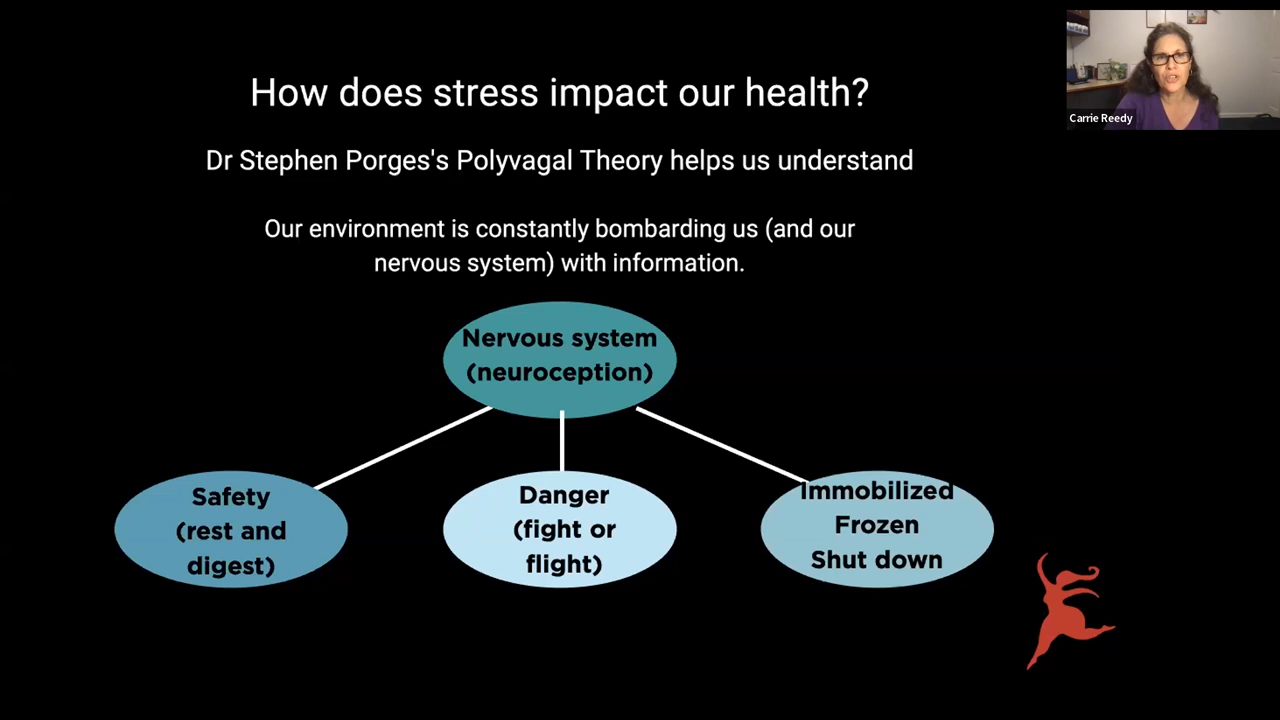 How does stress impact our health?
Carrie Reedy
Dr Stephen Porges's Polyvagal Theory helps us understand
Our environment is constantly bombarding us (and our
nervous system) with information.
Nervous system
(neuroception)
Safety
(rest and
digest)
Danger
(fight or
flight)
Immobilized
Frozen
Shut down